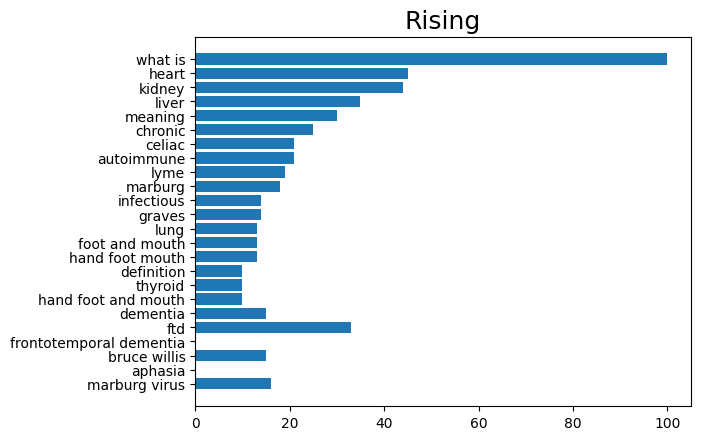 Rising
what is
heart
kidney
liver
meaning
chronic
celiac
autoimmune
lyme
marburg
infectious
graves
lung
foot and mouth
hand foot mouth
definition
thyroid
hand foot and mouth
dementia
ftd
frontotemporal dementia
bruce willis
aphasia
marburg virus
0 20 40 60 80 100